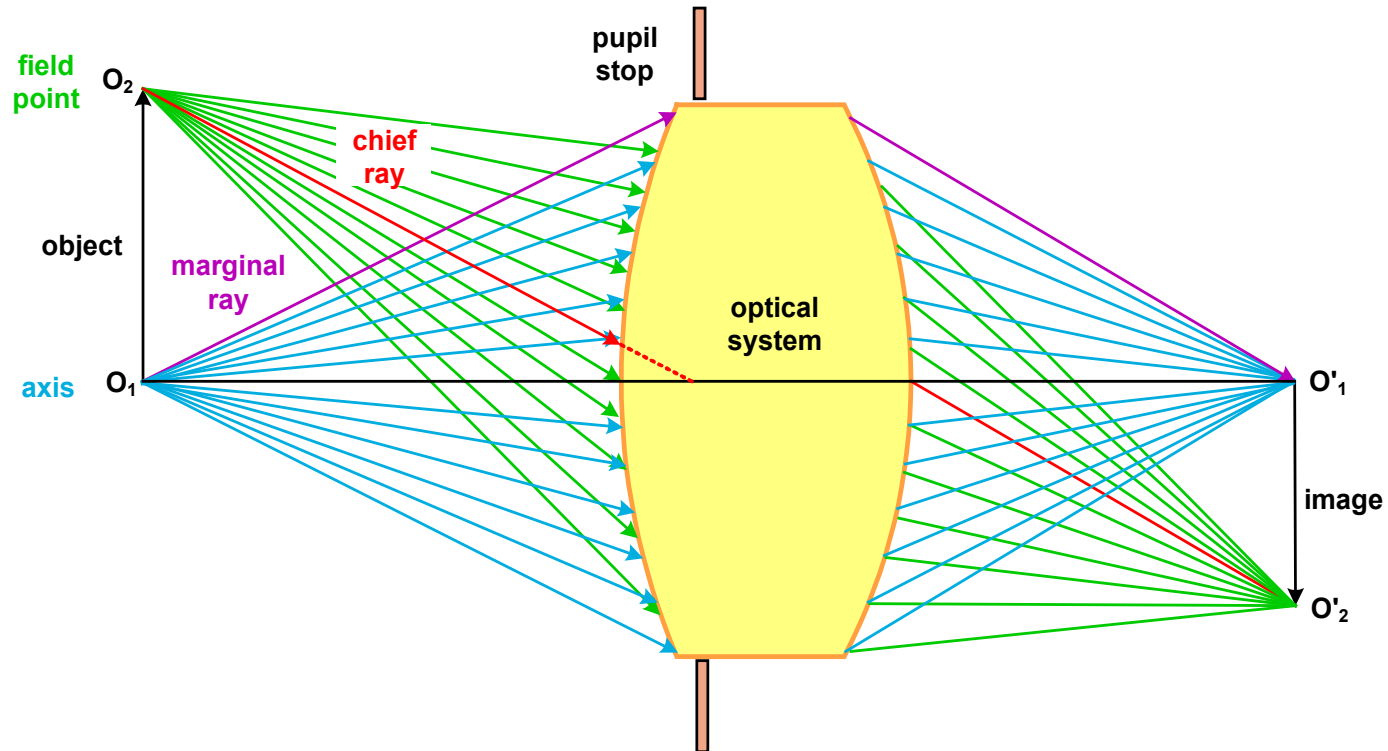 pupil
stop
field
point
O₂
chief
ray
object
marginal
ray
optical
system
axis
O₁
O'₁
image
O'₂